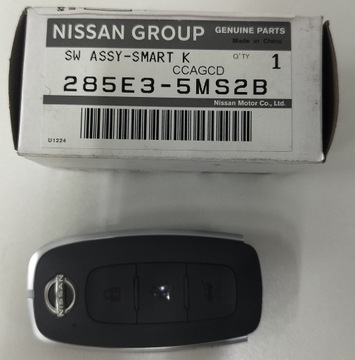 NISSAN GROUP
GENUINE PARTS
Made in China
SW ASSY-SMART K
Q'TY
1
CCAGCD
285E3-5MS2B
Nissan Motor Co., Ltd.
U1224
NISSAN